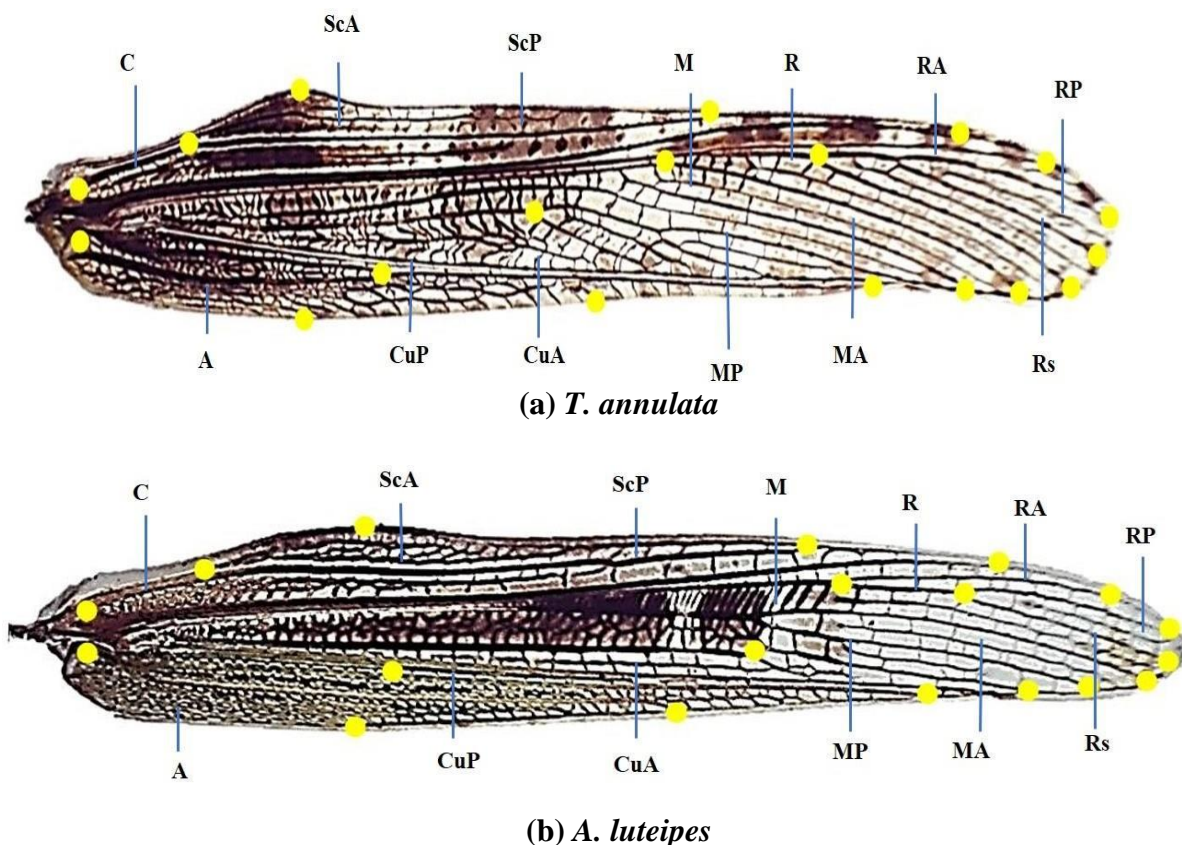 ScA ScP
C M R RA RP
A CuP CuA MP MA Rs
(a) T. annulata
ScA ScP M R RA RP
C
A CuP CuA MP MA Rs
(b) A. luteipes